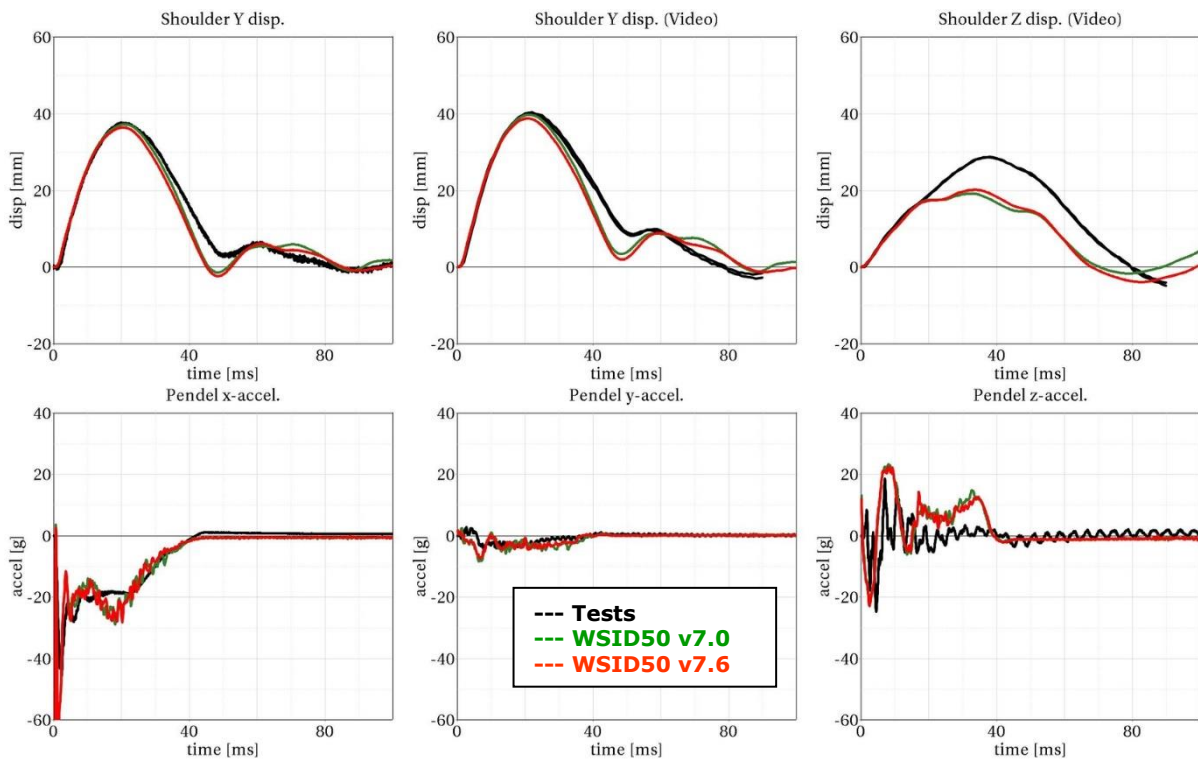 Shoulder Y disp.
60
40
20
0
-20
disp [mm]
0 40 80
time [ms]
Shoulder Y disp. (Video)
60
40
20
0
-20
disp [mm]
0 40 80
time [ms]
Shoulder Z disp. (Video)
60
40
20
0
-20
disp [mm]
0 40 80
time [ms]
Pendel x-accel.
40
20
0
-20
-40
-60
accel [g]
0 40 80
time [ms]
Pendel y-accel.
40
20
0
-20
-40
-60
accel [g]
0 40 80
time [ms]
--- Tests
--- WSID50 v7.0
--- WSID50 v7.6
Pendel z-accel.
40
20
0
-20
-40
-60
accel [g]
0 40 80
time [ms]